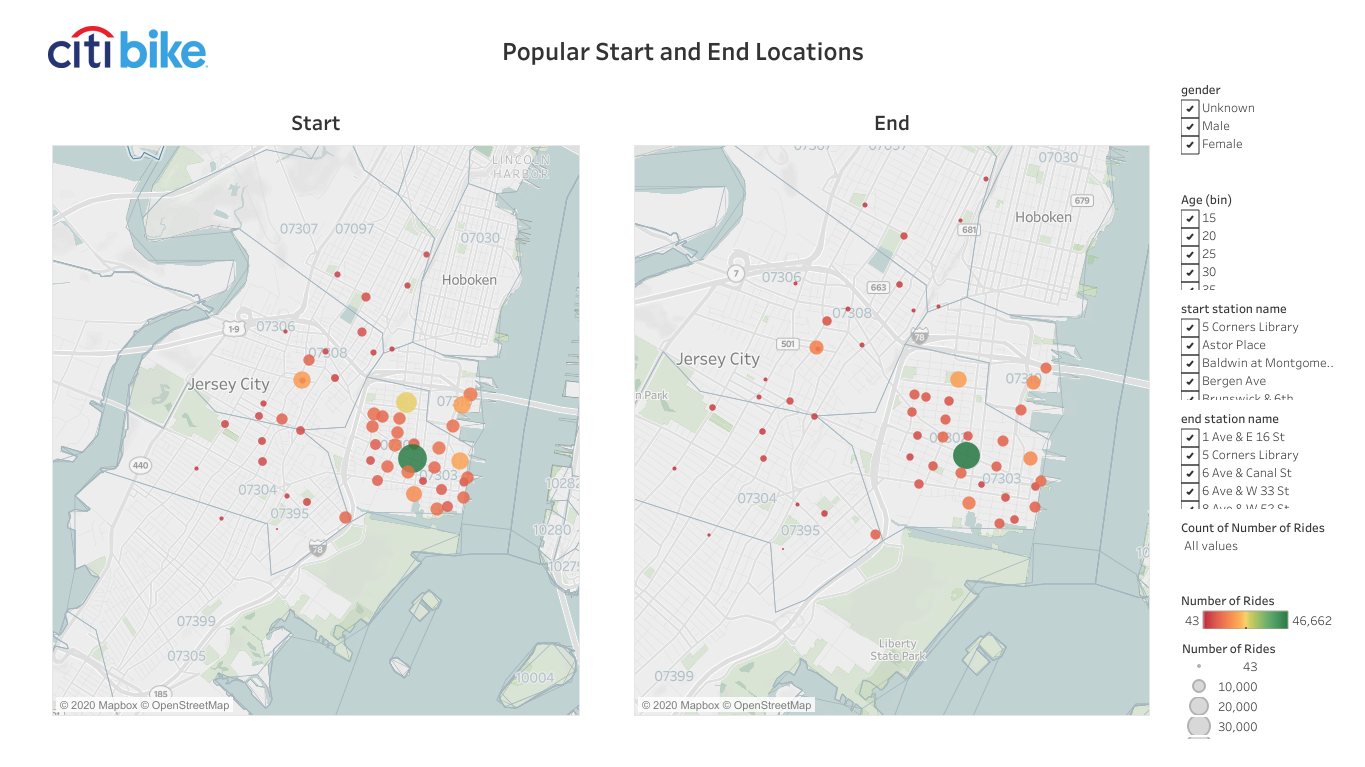 citi bike
Popular Start and End Locations
Start
End
LINCOLN
HARBOR
07307
07097
07030
Hoboken
1-9
07306
07308
Jersey City
440
07303
07304
07395
10282
10280
78
07399
07305
10004
185
© 2020 Mapbox © OpenStreetMap
07307
07097
07030
679
Hoboken
681
7
07306
663
07308
78
501
Jersey City
n Park
07302
07303
07304
07395
Liberty
State Park
07399
© 2020 Mapbox © OpenStreetMap
gender
Unknown
Male
Female
Age (bin)
15
20
25
30
35
start station name
5 Corners Library
Astor Place
Baldwin at Montgome..
Bergen Ave
Brunswick & 6th
end station name
1 Ave & E 16 St
5 Corners Library
6 Ave & Canal St
6 Ave & W 33 St
8 Ave & W 52 St
Count of Number of Rides
All values
Number of Rides
43
46,662
Number of Rides
43
10,000
20,000
30,000